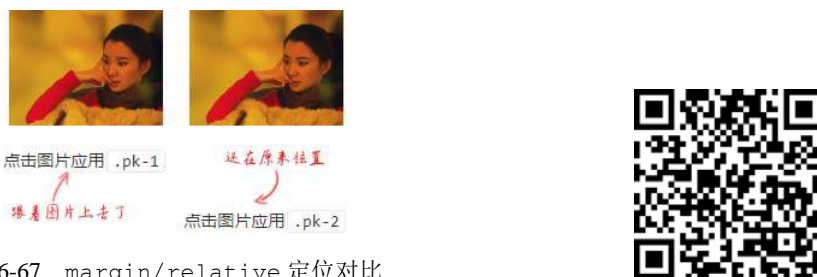 点击图片应用 .pk-1
还在原来位置
跟着图片上去了
点击图片应用 .pk-2
6-67 margin/relative 定位对比